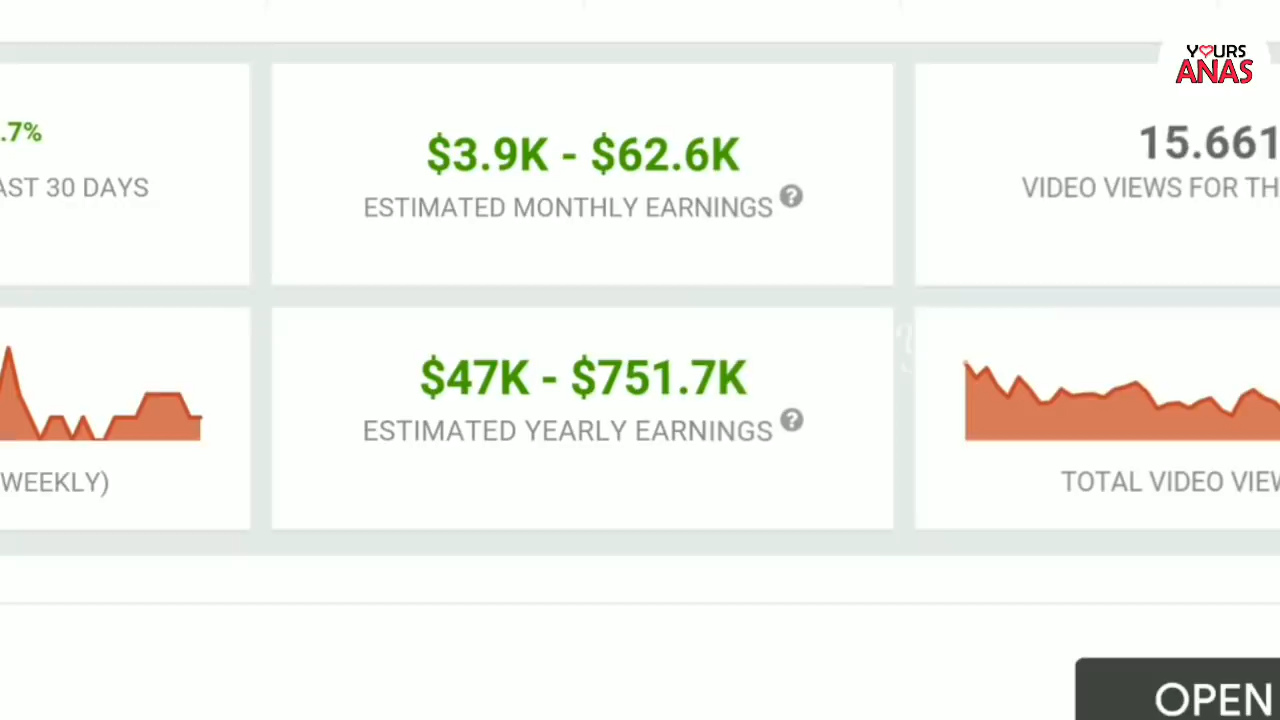 YOURS
ANAS
.7%
AST 30 DAYS
$3.9K - $62.6K
ESTIMATED MONTHLY EARNINGS ?
15.661
VIDEO VIEWS FOR TH
$47K - $751.7K
ESTIMATED YEARLY EARNINGS ?
WEEKLY)
TOTAL VIDEO VIEW
OPEN